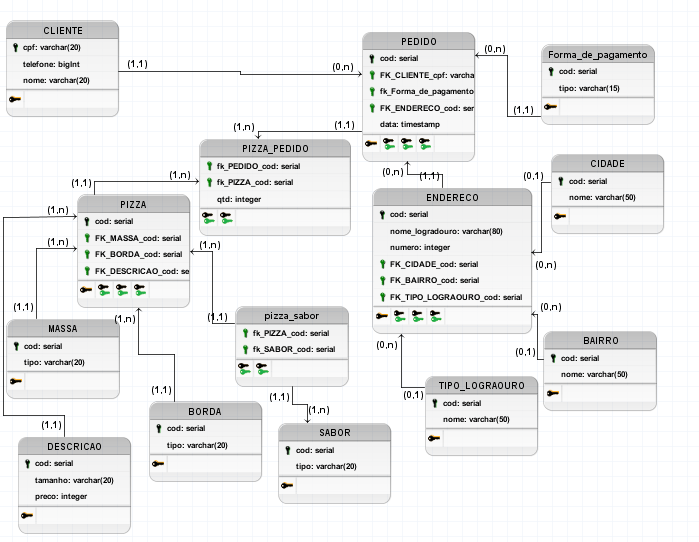 CLIENTE
cpf: varchar(20)
telefone: bigInt
nome: varchar(20)
(1,1)
(0,n)
PEDIDO
cod: serial
FK_CLIENTE_cpf: varcha
fk_Forma_de_pagamento
FK_ENDERECO_cod: ser
data: timestamp
(0,n)
(1,1)
Forma_de_pagamento
cod: serial
tipo: varchar(15)
(1,n)
(1,1)
PIZZA_PEDIDO
fk_PEDIDO_cod: serial
fk_PIZZA_cod: serial
qtd: integer
(1,1)
(1,n)
(0,n)
(1,1)
CIDADE
cod: serial
nome: varchar(50)
(0,1)
(0,n)
PIZZA
cod: serial
FK_MASSA_cod: serial
FK_BORDA_cod: serial
FK_DESCRICAO_cod: se
(1,n)
(1,n)
(1,n)
(1,n)
ENDERECO
cod: serial
nome_logradouro: varchar(80)
numero: integer
FK_CIDADE_cod: serial
FK_BAIRRO_cod: serial
FK_TIPO_LOGRAOURO_cod: serial
(0,n)
(0,1)
BAIRRO
cod: serial
nome: varchar(50)
(1,1)
MASSA
cod: serial
tipo: varchar(20)
(1,1)
pizza_sabor
fk_PIZZA_cod: serial
fk_SABOR_cod: serial
(0,n)
(0,1)
TIPO_LOGRAOURO
cod: serial
nome: varchar(50)
(1,1)
BORDA
cod: serial
tipo: varchar(20)
(1,1)
(1,n)
SABOR
cod: serial
tipo: varchar(20)
(1,1)
DESCRICAO
cod: serial
tamanho: varchar(20)
preco: integer